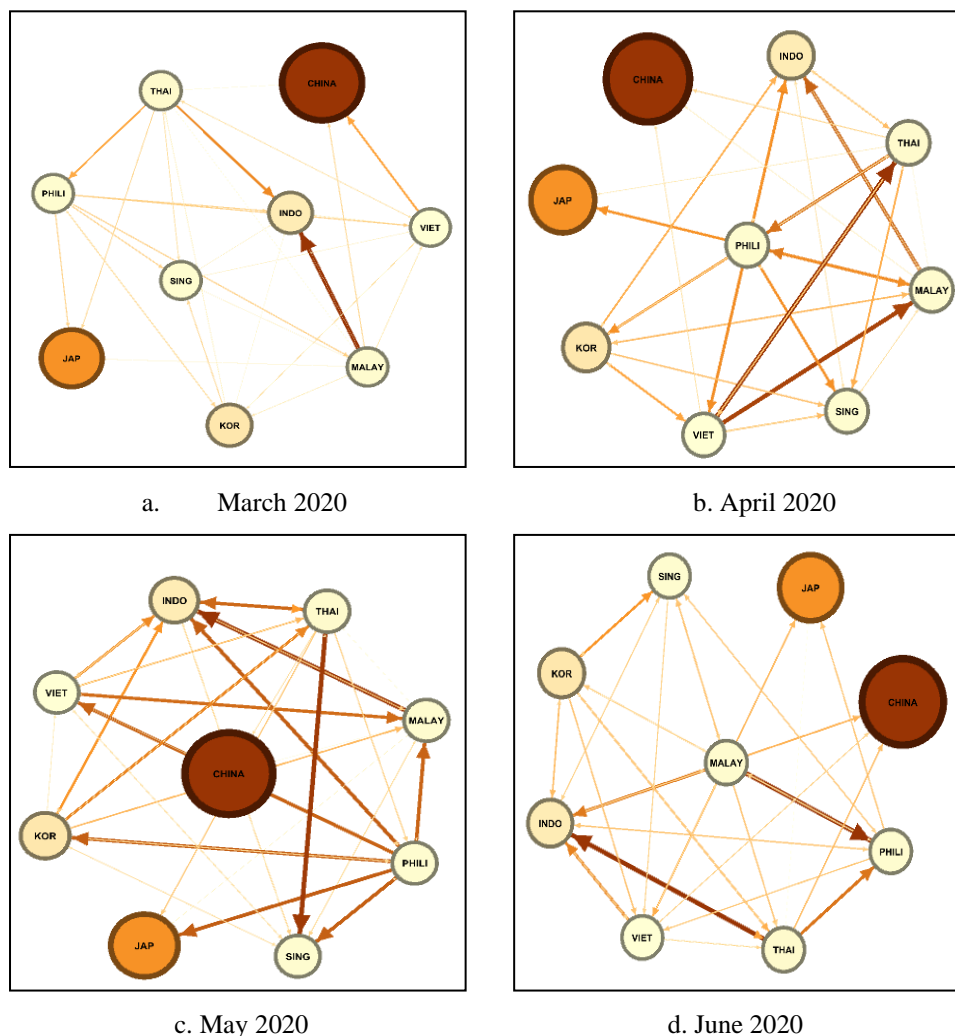 CHINA
THAI
PHILI
INDO
VIET
SING
JAP
MALAY
KOR
a. March 2020
INDO
CHINA
THAI
JAP
PHILI
MALAY
KOR
SING
VIET
b. April 2020
INDO
THAI
VIET
MALAY
CHINA
KOR
PHILI
JAP
SING
c. May 2020
SING
JAP
KOR
CHINA
MALAY
INDO
PHILI
VIET
THAI
d. June 2020